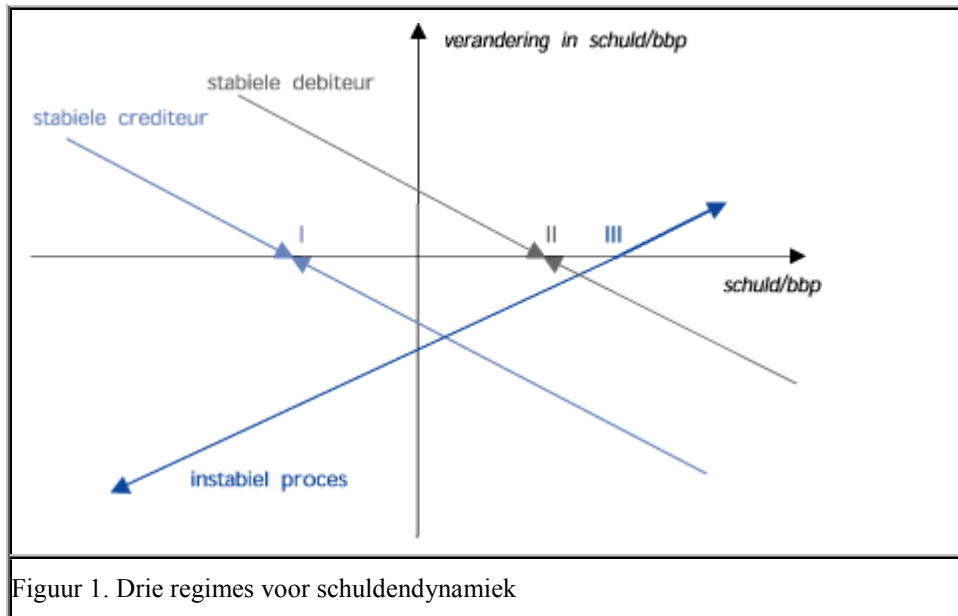 verandering in schuld/bbp
stabiele debiteur
stabiele crediteur
I
II
III
schuld/bbp
instabiel proces
Figuur 1. Drie regimes voor schuldendynamiek